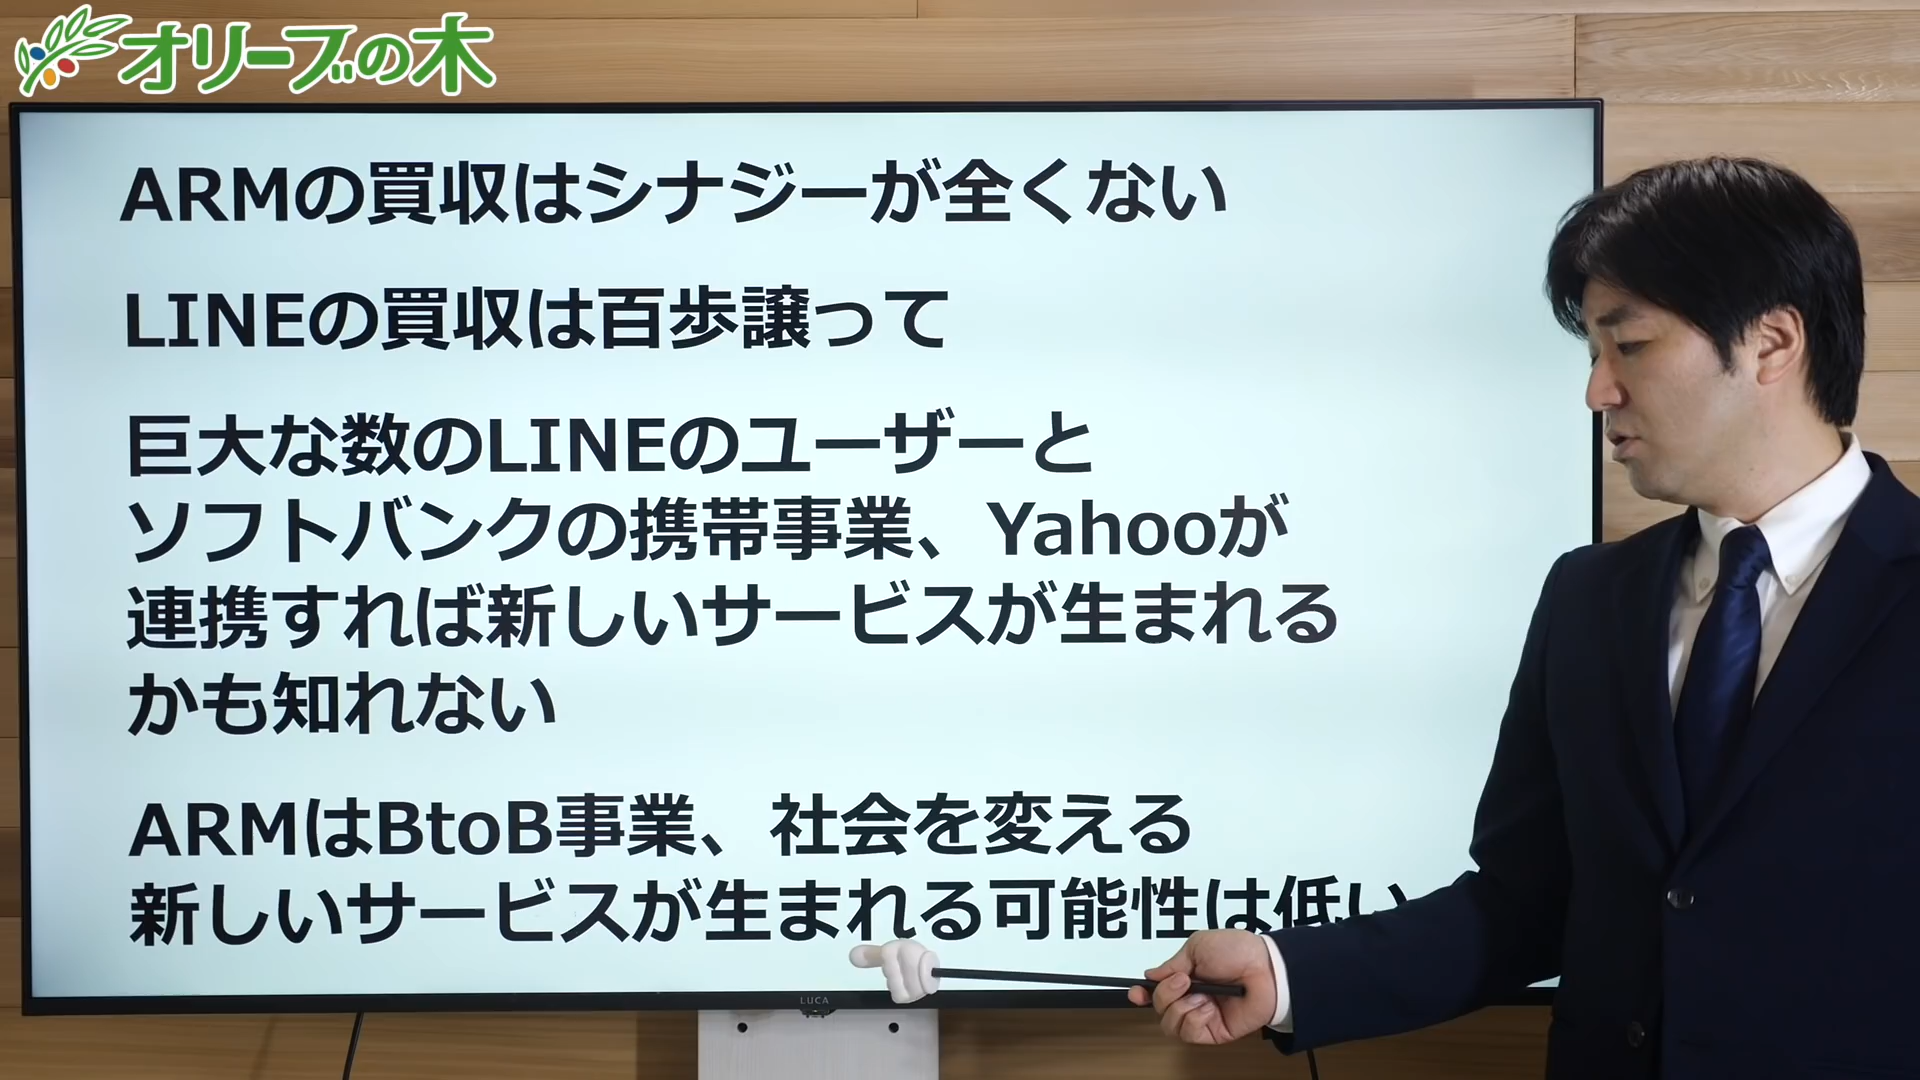 オリーブの木
ARMの買収はシナジーが全くない
LINEの買収は百歩譲って
巨大な数のLINEのユーザーと
ソフトバンクの携帯事業、Yahooが
連携すれば新しいサービスが生まれる
かも知れない
ARMはBtoB事業、社会を変える
新しいサービスが生まれる可能性は低い
LUCA